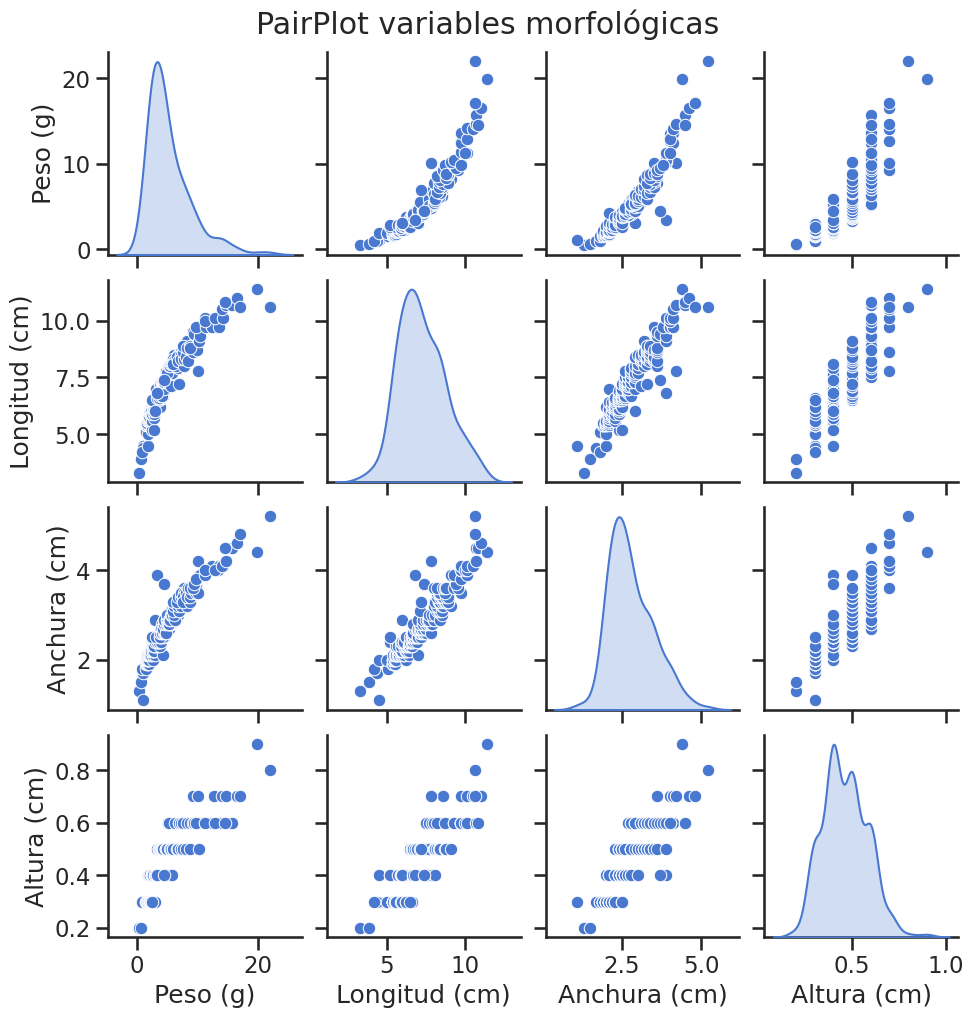 PairPlot variables morfológicas
Peso (g)
20
10
0
Longitud (cm)
10.0
7.5
5.0
Anchura (cm)
4
2
Altura (cm)
0.8
0.6
0.4
0.2
0 20
5 10
2.5 5.0
0.5 1.0
Peso (g)
Longitud (cm)
Anchura (cm)
Altura (cm)